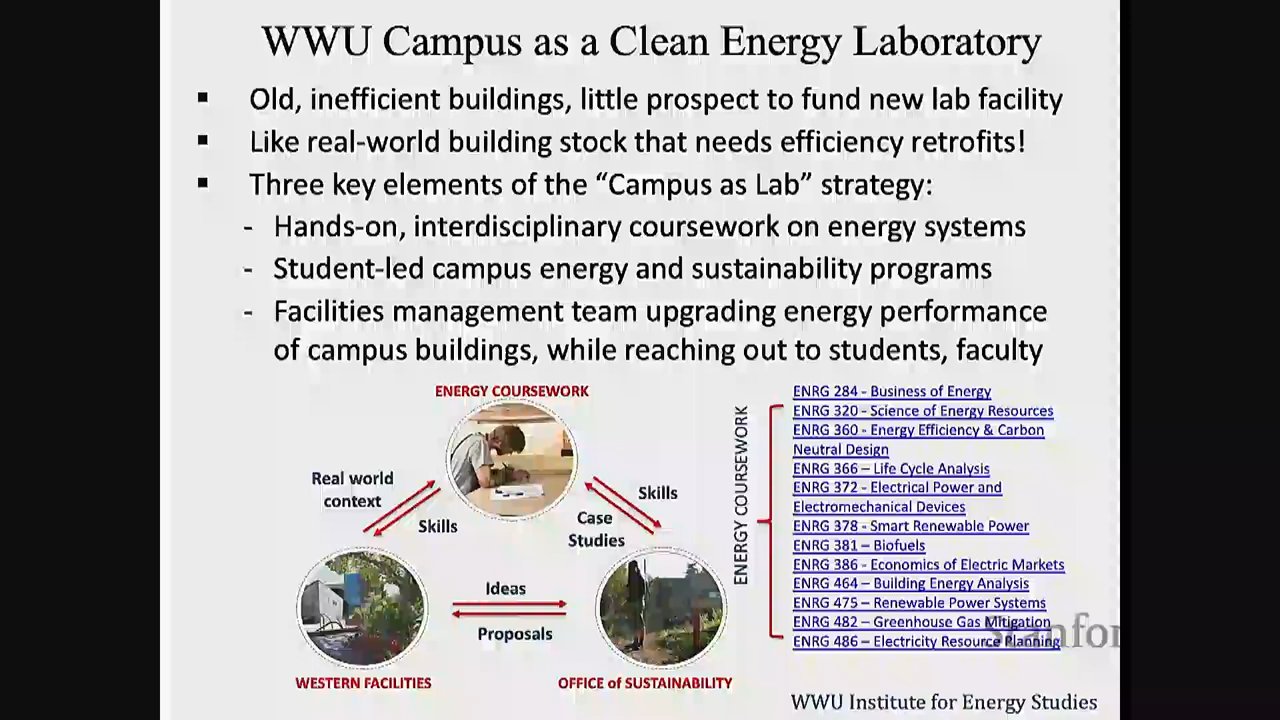 WWU Campus as a Clean Energy Laboratory
▪ Old, inefficient buildings, little prospect to fund new lab facility
▪ Like real-world building stock that needs efficiency retrofits!
▪ Three key elements of the “Campus as Lab” strategy:
- Hands-on, interdisciplinary coursework on energy systems
- Student-led campus energy and sustainability programs
- Facilities management team upgrading energy performance
of campus buildings, while reaching out to students, faculty
ENERGY COURSEWORK
Real world
context
Skills
Skills
Case
Studies
Ideas
Proposals
WESTERN FACILITIES
OFFICE of SUSTAINABILITY
ENERGY COURSEWORK
ENRG 284 - Business of Energy
ENRG 320 - Science of Energy Resources
ENRG 360 - Energy Efficiency & Carbon
Neutral Design
ENRG 366 – Life Cycle Analysis
ENRG 372 - Electrical Power and
Electromechanical Devices
ENRG 378 - Smart Renewable Power
ENRG 381 – Biofuels
ENRG 386 - Economics of Electric Markets
ENRG 464 – Building Energy Analysis
ENRG 475 – Renewable Power Systems
ENRG 482 – Greenhouse Gas Mitigation
ENRG 486 – Electricity Resource Planning
Stanfor
WWU Institute for Energy Studies